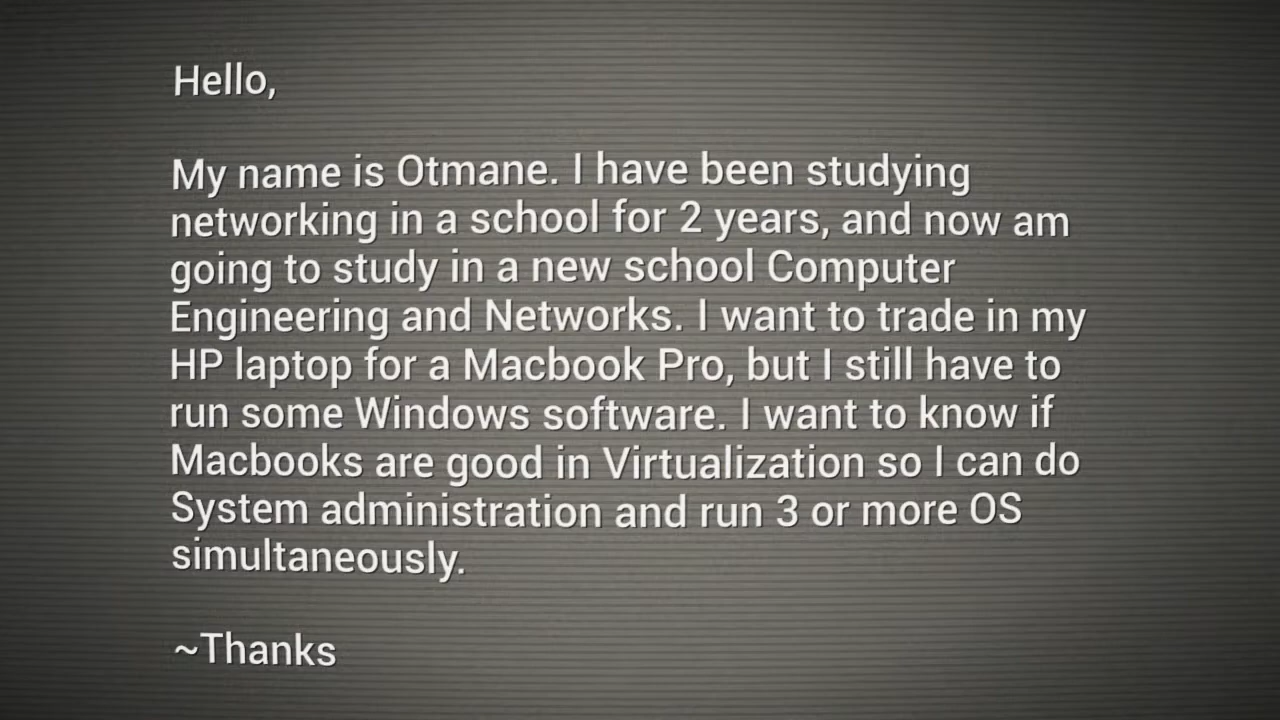 Hello,
My name is Otmane. I have been studying
networking in a school for 2 years, and now am
going to study in a new school Computer
Engineering and Networks. I want to trade in my
HP laptop for a Macbook Pro, but I still have to
run some Windows software. I want to know if
Macbooks are good in Virtualization so I can do
System administration and run 3 or more OS
simultaneously.
~Thanks